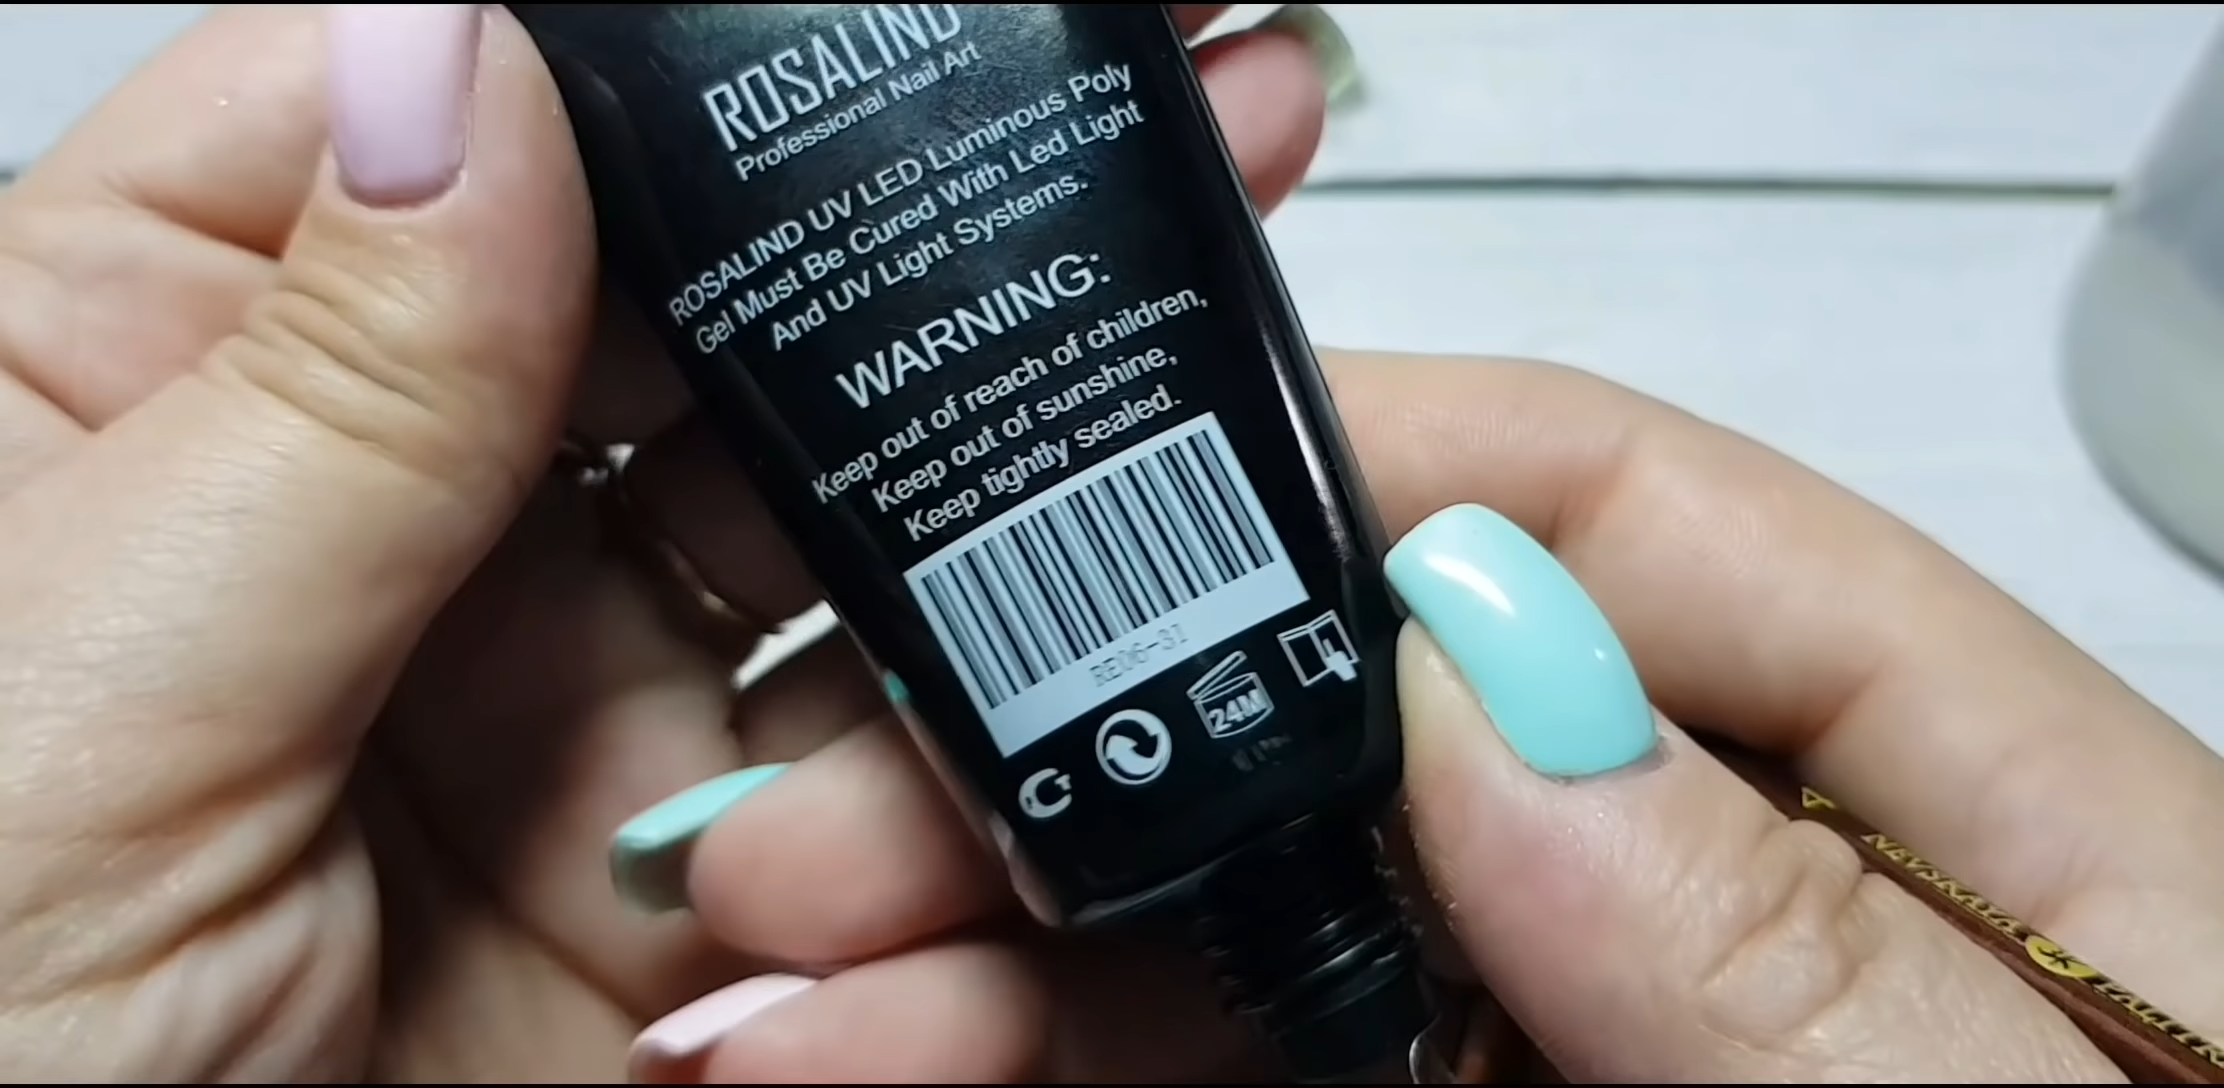 ROSALIND
Professional Nail Art
ROSALIND UV LED Luminous Poly
Gel Must Be Cured With Led Light
And UV Light Systems.
WARNING:
Keep out of reach of children,
Keep out of sunshine,
Keep tightly sealed.
RE06-31
24M
NEVSKAYA